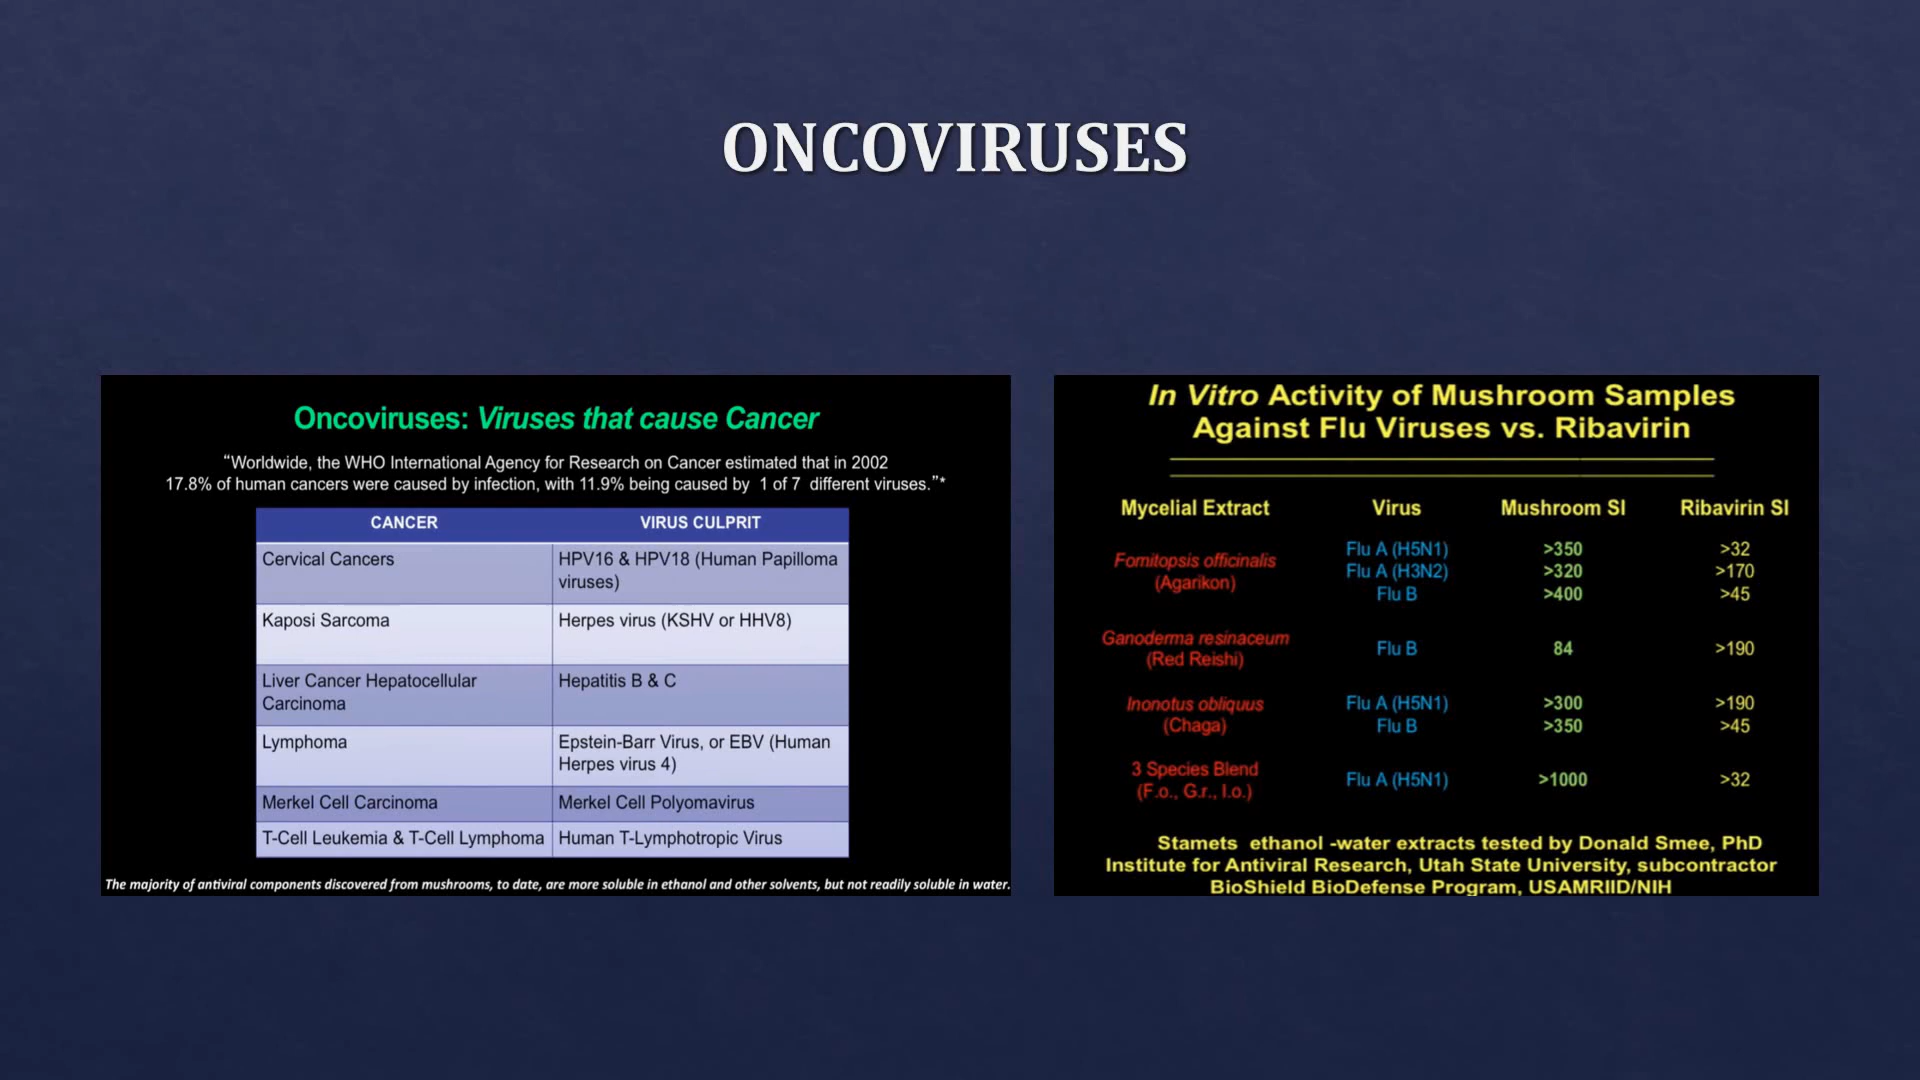 ONCOVIRUSES
Oncoviruses: Viruses that cause Cancer
“Worldwide, the WHO International Agency for Research on Cancer estimated that in 2002
17.8% of human cancers were caused by infection, with 11.9% being caused by 1 of 7 different viruses.”*
CANCER VIRUS CULPRIT
Cervical Cancers HPV16 & HPV18 (Human Papilloma
viruses)
Kaposi Sarcoma Herpes virus (KSHV or HHV8)
Liver Cancer Hepatocellular Hepatitis B & C
Carcinoma
Lymphoma Epstein-Barr Virus, or EBV (Human
Herpes virus 4)
Merkel Cell Carcinoma Merkel Cell Polyomavirus
T-Cell Leukemia & T-Cell Lymphoma Human T-Lymphotropic Virus
The majority of antiviral components discovered from mushrooms, to date, are more soluble in ethanol and other solvents, but not readily soluble in water.
In Vitro Activity of Mushroom Samples
Against Flu Viruses vs. Ribavirin
Mycelial Extract Virus Mushroom SI Ribavirin SI
Flu A (H5N1) >350 >32
Fomitopsis officinalis
Flu A (H3N2) >320 >170
(Agarikon)
Flu B >400 >45
Ganoderma resinaceum
Flu B 84 >190
(Red Reishi)
Inonotus obliquus Flu A (H5N1) >300 >190
(Chaga) Flu B >350 >45
3 Species Blend
Flu A (H5N1) >1000 >32
(F.o., G.r., I.o.)
Stamets ethanol -water extracts tested by Donald Smee, PhD
Institute for Antiviral Research, Utah State University, subcontractor
BioShield BioDefense Program, USAMRIID/NIH